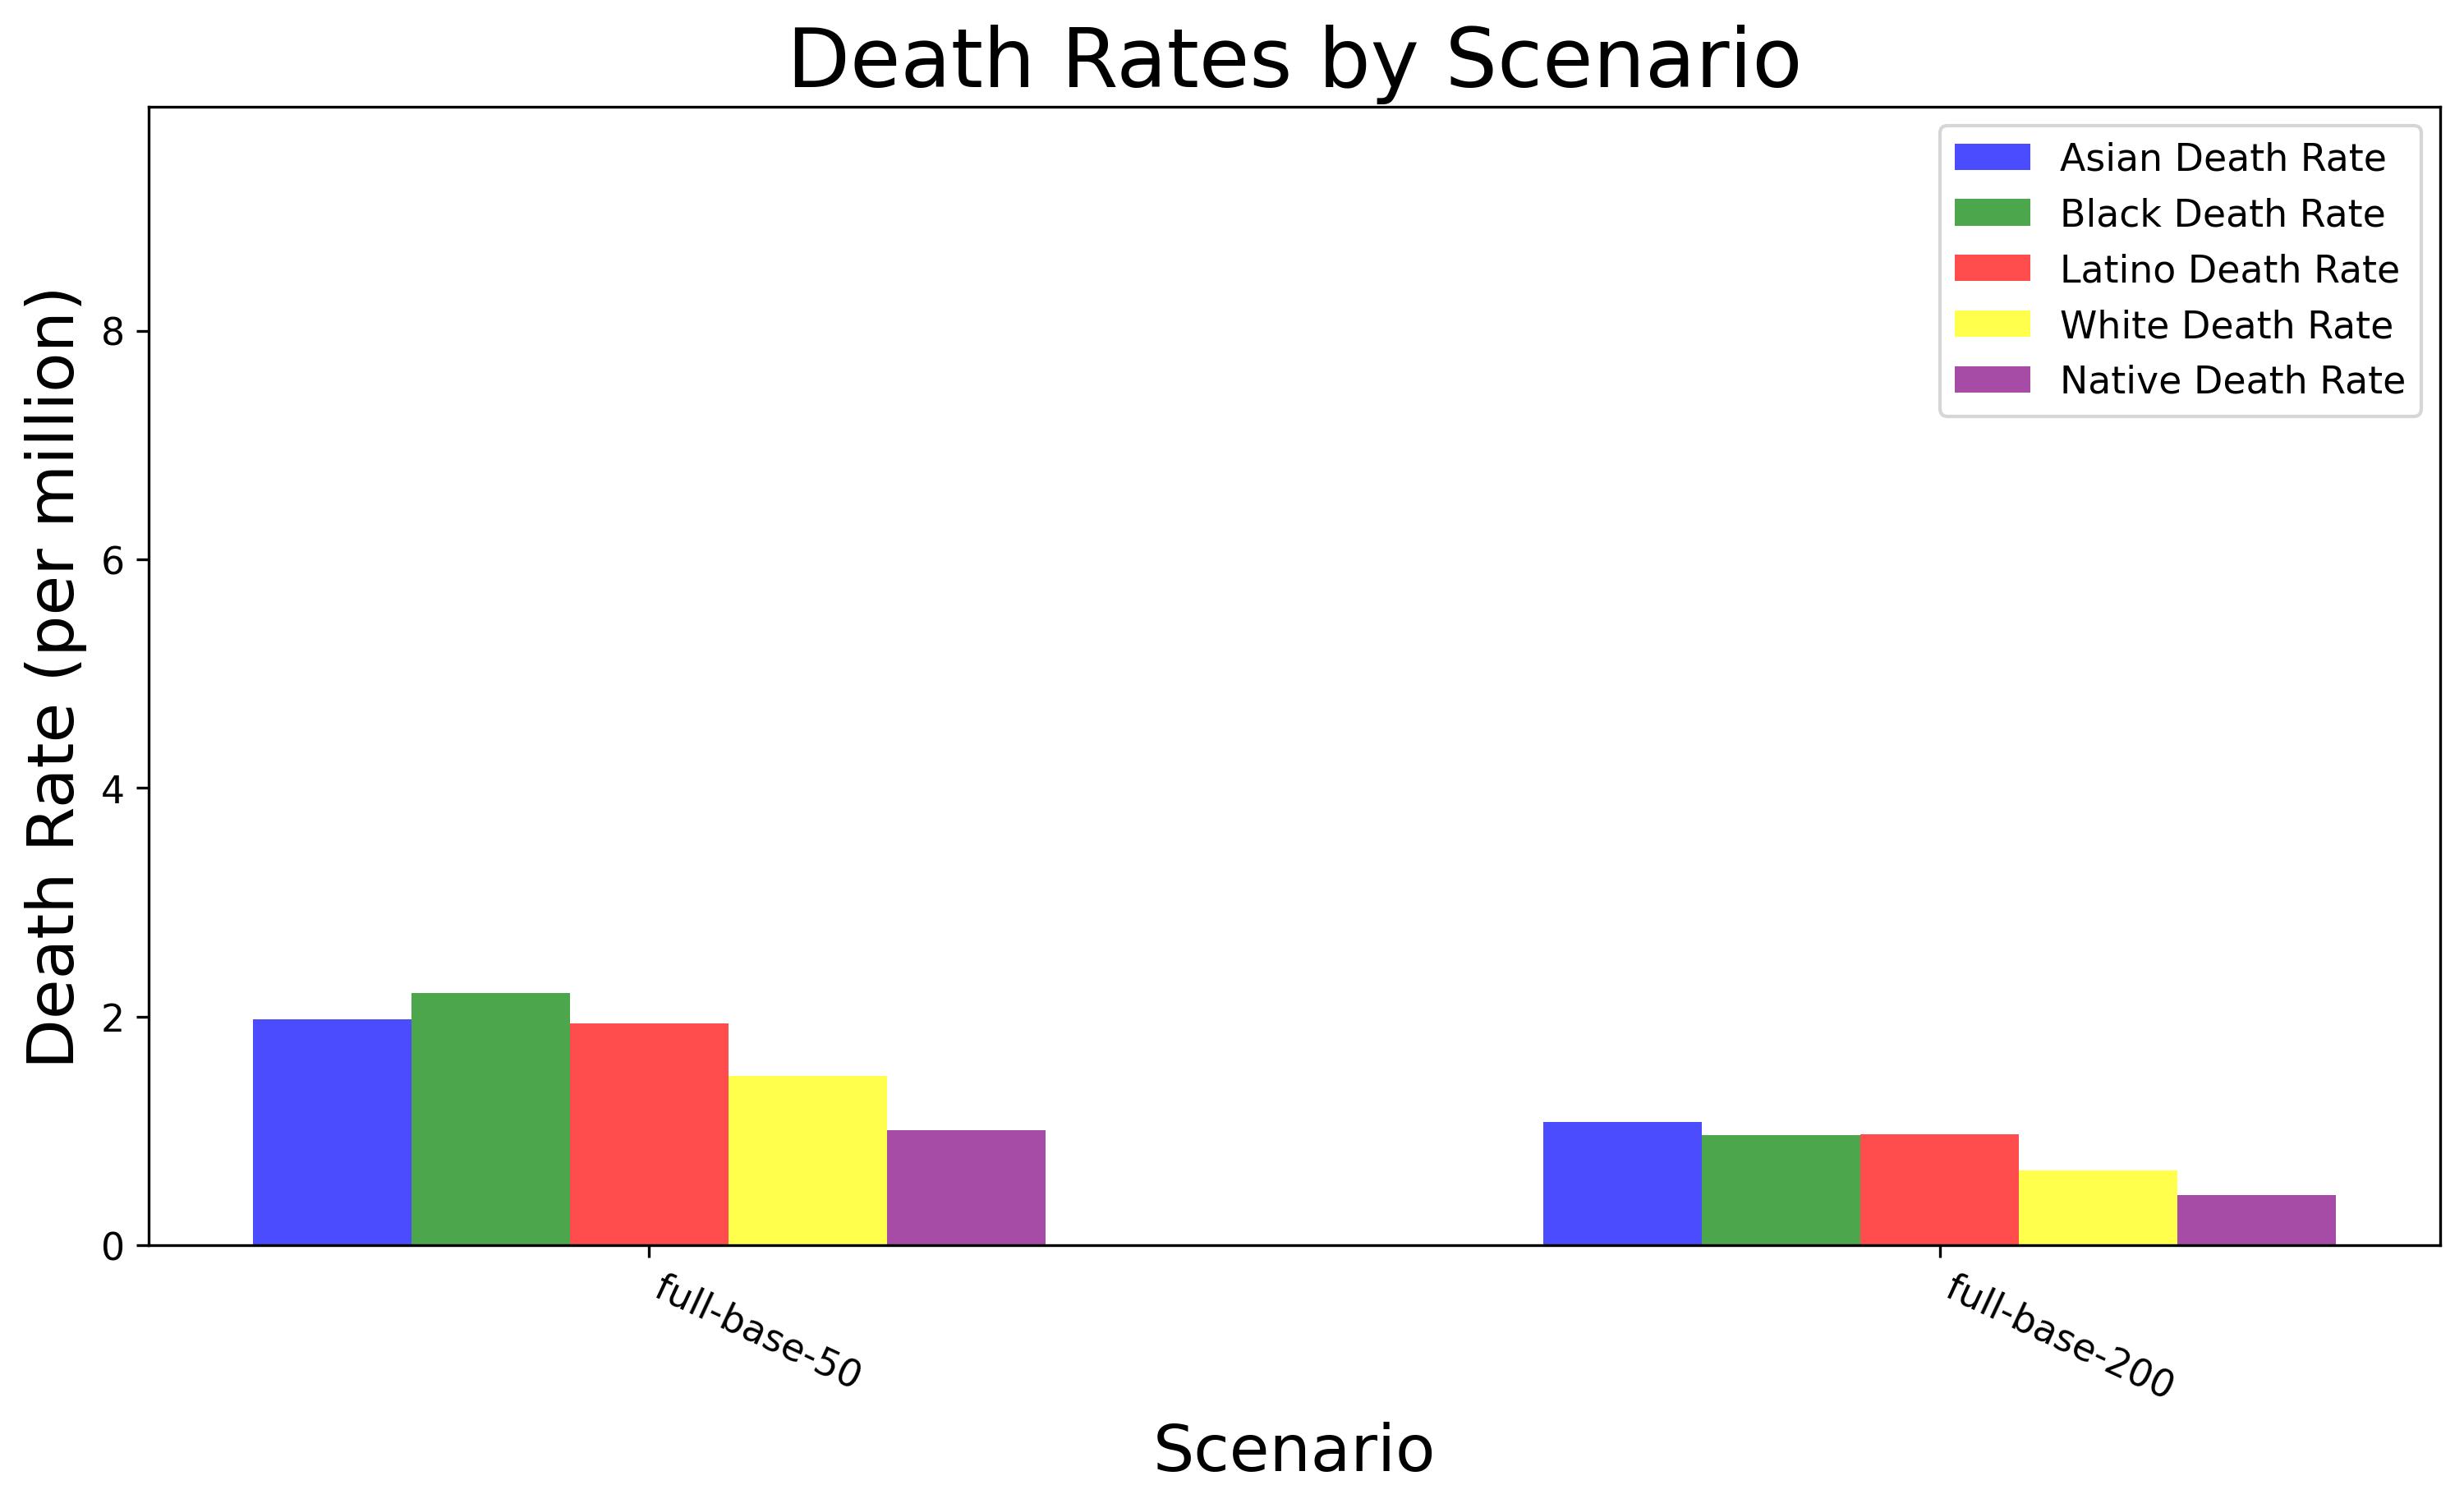 Death Rates by Scenario
Death Rate (per million)
8
6
4
2
0
Asian Death Rate
Black Death Rate
Latino Death Rate
White Death Rate
Native Death Rate
full-base-50
full-base-200
Scenario